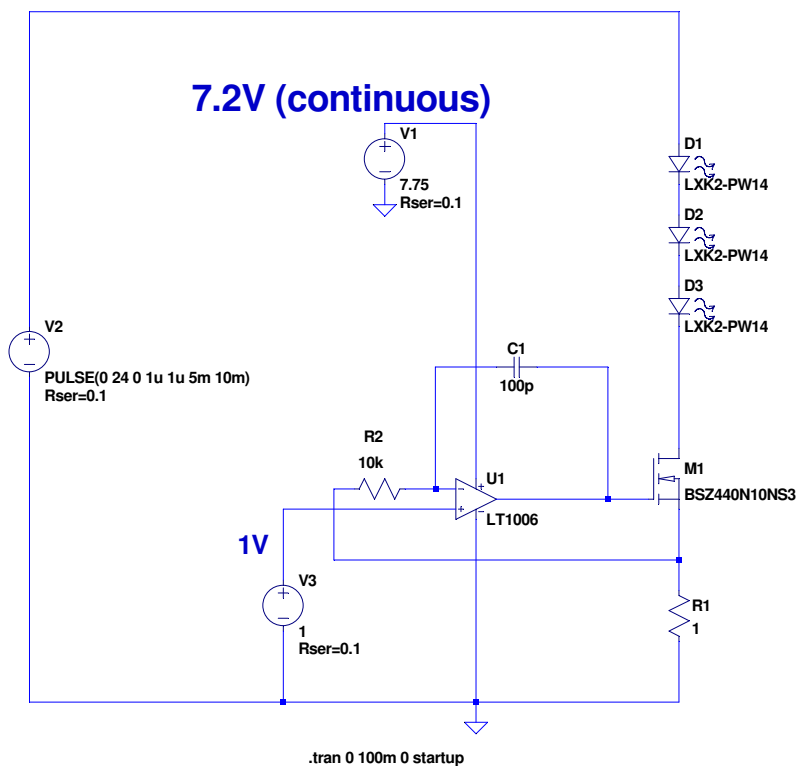 7.2V (continuous)
V1
7.75
Rser=0.1
D1
LXK2-PW14
D2
LXK2-PW14
D3
LXK2-PW14
V2
PULSE(0 24 0 1u 1u 5m 10m)
Rser=0.1
C1
100p
R2
10k
U1
LT1006
M1
BSZ440N10NS3
1V
V3
1
Rser=0.1
R1
1
.tran 0 100m 0 startup